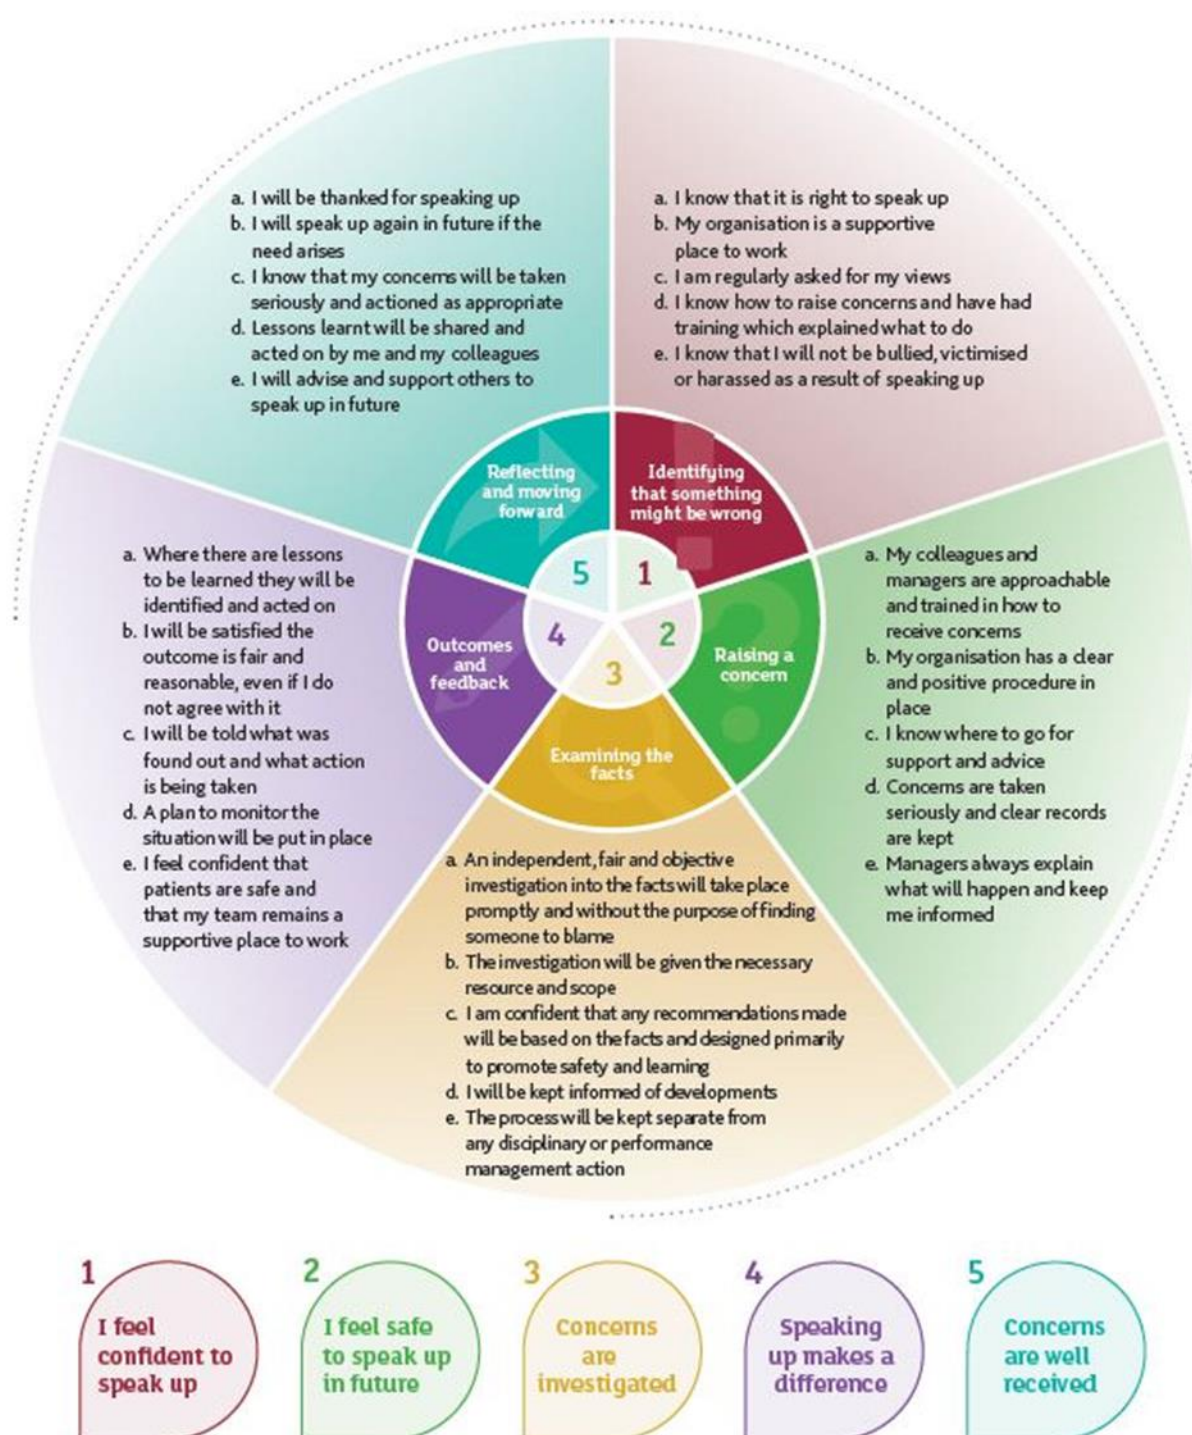 a. I will be thanked for speaking up
b. I will speak up again in future if the
need arises
c. I know that my concerns will be taken
seriously and actioned as appropriate
d. Lessons learnt will be shared and
acted on by me and my colleagues
e. I will advise and support others to
speak up in future
a. I know that it is right to speak up
b. My organisation is a supportive
place to work
c. I am regularly asked for my views
d. I know how to raise concerns and have had
training which explained what to do
e. I know that I will not be bullied, victimised
or harassed as a result of speaking up
Reflecting
and moving
forward
Identifying
that something
might be wrong
5
1
4
2
3
Outcomes
and
feedback
Raising a
concern
Examining the
facts
a. Where there are lessons
to be learned they will be
identified and acted on
b. I will be satisfied the
outcome is fair and
reasonable, even if I do
not agree with it
c. I will be told what was
found out and what action
is being taken
d. A plan to monitor the
situation will be put in place
e. I feel confident that
patients are safe and
that my team remains a
supportive place to work
a. My colleagues and
managers are approachable
and trained in how to
receive concerns
b. My organisation has a clear
and positive procedure in
place
c. I know where to go for
support and advice
d. Concerns are taken
seriously and clear records
are kept
e. Managers always explain
what will happen and keep
me informed
a. An independent, fair and objective
investigation into the facts will take place
promptly and without the purpose of finding
someone to blame
b. The investigation will be given the necessary
resource and scope
c. I am confident that any recommendations made
will be based on the facts and designed primarily
to promote safety and learning
d. I will be kept informed of developments
e. The process will be kept separate from
any disciplinary or performance
management action
1
I feel
confident to
speak up
2
I feel safe
to speak up
in future
3
Concerns
are
investigated
4
Speaking
up makes a
difference
5
Concerns
are well
received